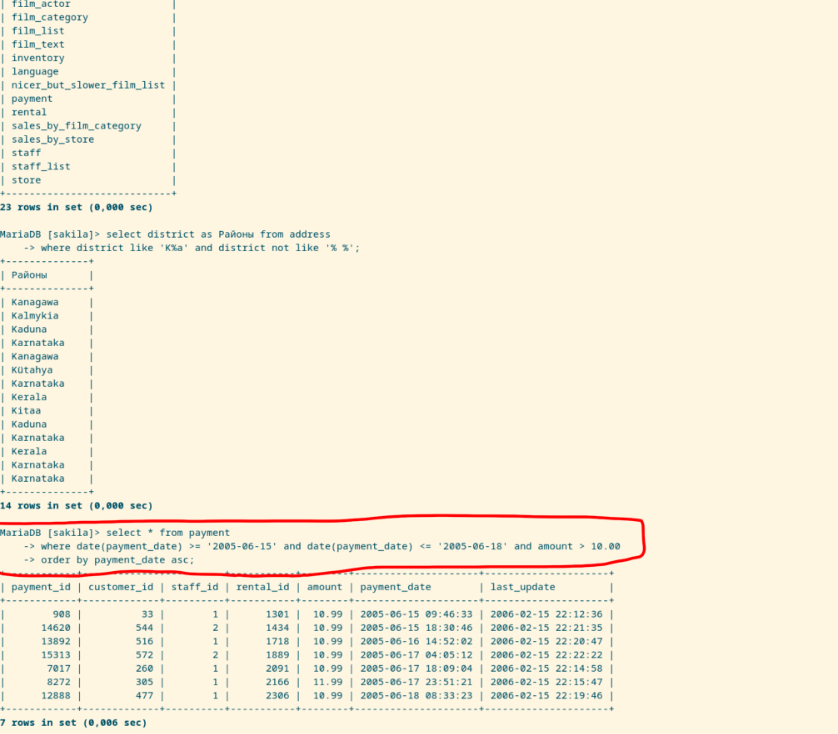 | film_actor                 |
| film_category              |
| film_list                  |
| film_text                  |
| inventory                  |
| language                   |
| nicer_but_slower_film_list |
| payment                    |
| rental                     |
| sales_by_film_category     |
| sales_by_store             |
| staff                      |
| staff_list                 |
| store                      |
+----------------------------+
23 rows in set (0,000 sec)
MariaDB [sakila]> select district as Районы from address
    -> where district like 'K%a' and district not like '% %';
+-------------+
| Районы      |
+-------------+
| Kanagawa    |
| Kalmykia    |
| Kaduna      |
| Karnataka   |
| Kanagawa    |
| Kütahya     |
| Karnataka   |
| Kerala      |
| Kitaa       |
| Kaduna      |
| Karnataka   |
| Kerala      |
| Karnataka   |
| Karnataka   |
+-------------+
14 rows in set (0,000 sec)
MariaDB [sakila]> select * from payment
    -> where date(payment_date) >= '2005-06-15' and date(payment_date) <= '2005-06-18' and amount > 10.00
    -> order by payment_date asc;
+------------+-------------+----------+-----------+--------+---------------------+---------------------+
| payment_id | customer_id | staff_id | rental_id | amount | payment_date        | last_update         |
+------------+-------------+----------+-----------+--------+---------------------+---------------------+
|        908 |          33 |        1 |      1301 |  10.99 | 2005-06-15 09:46:33 | 2006-02-15 22:12:36 |
|      14620 |         544 |        2 |      1434 |  10.99 | 2005-06-15 18:30:46 | 2006-02-15 22:21:35 |
|      13892 |         516 |        1 |      1718 |  10.99 | 2005-06-16 14:52:02 | 2006-02-15 22:20:47 |
|      15313 |         572 |        2 |      1889 |  10.99 | 2005-06-17 04:05:12 | 2006-02-15 22:22:22 |
|       7017 |         260 |        1 |      2091 |  10.99 | 2005-06-17 18:09:04 | 2006-02-15 22:14:58 |
|       8272 |         305 |        1 |      2166 |  11.99 | 2005-06-17 23:51:21 | 2006-02-15 22:15:47 |
|      12888 |         477 |        1 |      2306 |  10.99 | 2005-06-18 08:33:23 | 2006-02-15 22:19:46 |
+------------+-------------+----------+-----------+--------+---------------------+---------------------+
7 rows in set (0,006 sec)